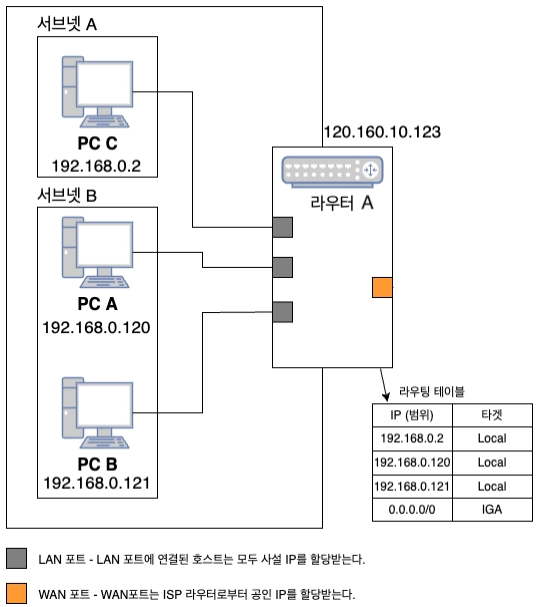 서브넷 A
PC C
192.168.0.2
서브넷 B
PC A
192.168.0.120
PC B
192.168.0.121
120.160.10.123
라우터 A
라우팅 테이블
IP (범위) 타겟
192.168.0.2 Local
192.168.0.120 Local
192.168.0.121 Local
0.0.0.0/0 IGA
LAN 포트 - LAN 포트에 연결된 호스트는 모두 사설 IP를 할당받는다.
WAN 포트 - WAN포트는 ISP 라우터로부터 공인 IP를 할당받는다.